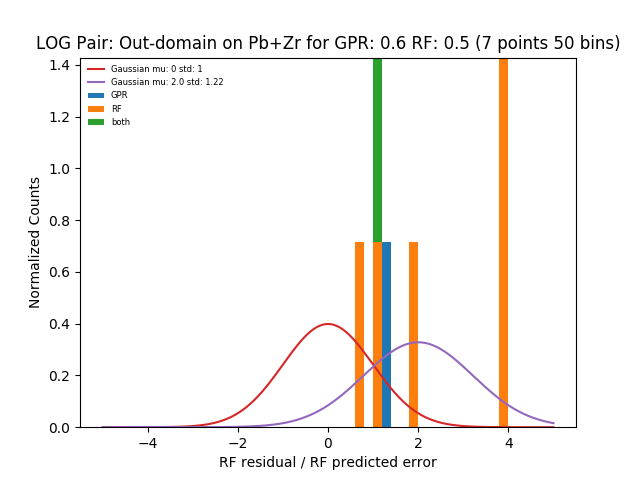 LOG Pair: Out-domain on Pb+Zr for GPR: 0.6 RF: 0.5 (7 points 50 bins)
Gaussian mu: 0 std: 1
Gaussian mu: 2.0 std: 1.22
GPR
RF
both
Normalized Counts
1.4
1.2
1.0
0.8
0.6
0.4
0.2
0.0
−4 −2 0 2 4
RF residual / RF predicted error